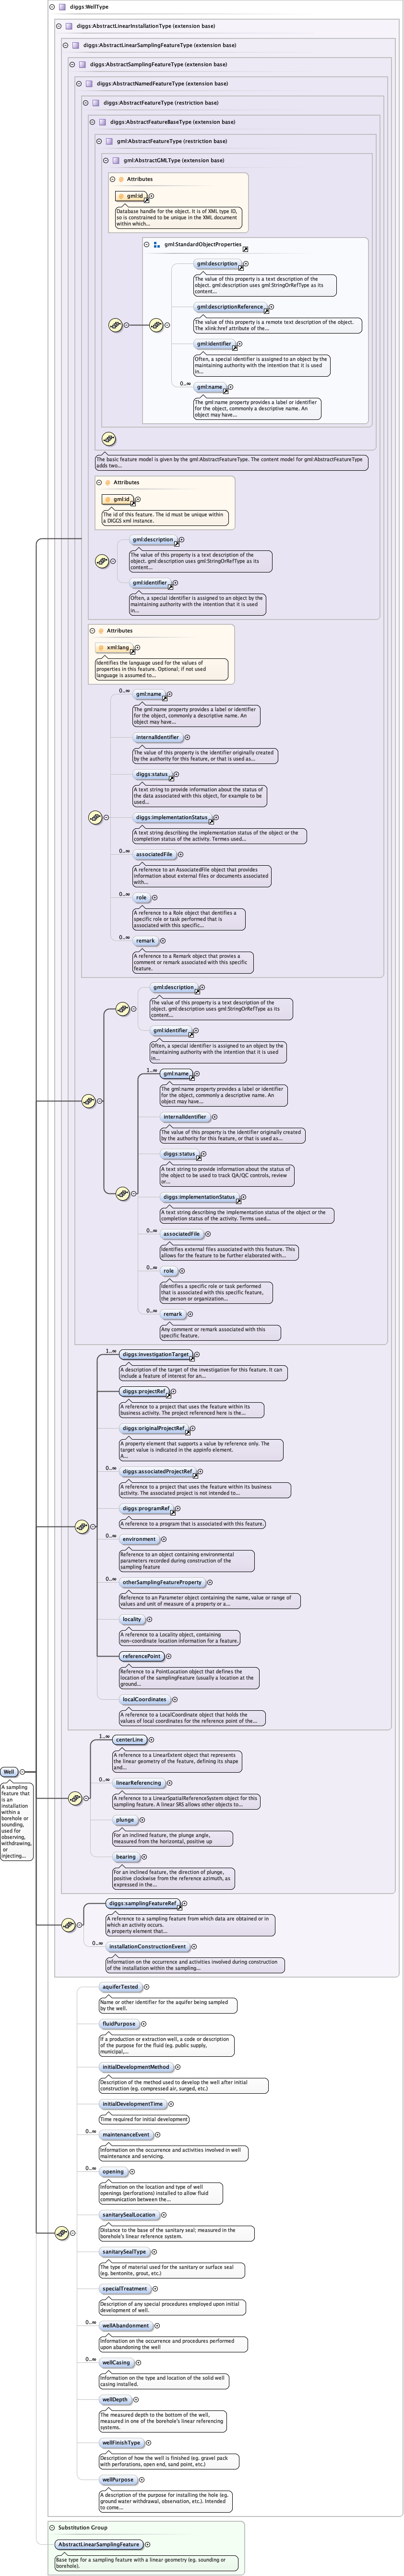 diggs:WellType
diggs:AbstractLinearInstallationType (extension base)
diggs:AbstractLinearSamplingFeatureType (extension base)
diggs:AbstractSamplingFeatureType (extension base)
diggs:AbstractNamedFeatureType (extension base)
diggs:AbstractFeatureType (restriction base)
diggs:AbstractFeatureBaseType (extension base)
gml:AbstractFeatureType (restriction base)
gml:AbstractGMLType (extension base)
Attributes
gml:id
Database handle for the object. It is of XML type ID,
so is constrained to be unique in the XML document
within which...
gml:StandardObjectProperties
gml:description
The value of this property is a text description of the
object. gml:description uses gml:StringOrRefType as its
content...
gml:descriptionReference
The value of this property is a remote text description of the object.
The xlink:href attribute of the...
gml:identifier
Often, a special identifier is assigned to an object by the
maintaining authority with the intention that it is used
in...
0..∞
gml:name
The gml:name property provides a label or identifier
for the object, commonly a descriptive name. An
object may have...
The basic feature model is given by the gml:AbstractFeatureType. The content model for gml:AbstractFeatureType
adds two...
Attributes
gml:id
The id of this feature. The id must be unique within
a DIGGS xml instance.
gml:description
The value of this property is a text description of the
object. gml:description uses gml:StringOrRefType as its
content...
gml:identifier
Often, a special identifier is assigned to an object by the
maintaining authority with the intention that it is used
in...
Attributes
xml:lang
Identifies the language used for the values of
properties in this feature. Optional; if not used
language is assumed to...
0..∞
gml:name
The gml:name property provides a label or identifier
for the object, commonly a descriptive name. An
object may have...
internalIdentifier
The value of this property is the identifier originally created
by the authority for this feature, or that is used as...
diggs:status
A text string to provide information about the status of
the data associated with this object, for example to be
used...
diggs:implementationStatus
A text string describing the implementation status of the object or the
completion status of the activity. Termes used...
0..∞
associatedFile
A reference to an AssociatedFile object that provides
information about external files or documents associated
with...
0..∞
role
A reference to a Role object that dentifies a
specific role or task performed that is
associated with this specific...
0..∞
remark
A reference to a Remark object that provies a
comment or remark associated with this specific
feature.
gml:description
The value of this property is a text description of the
object. gml:description uses gml:StringOrRefType as its
content...
gml:identifier
Often, a special identifier is assigned to an object by the
maintaining authority with the intention that it is used
in...
1..∞
gml:name
The gml:name property provides a label or identifier
for the object, commonly a descriptive name. An
object may have...
internalIdentifier
The value of this property is the identifier originally created
by the authority for this feature, or that is used as...
diggs:status
A text string to provide information about the status
of the object to be used to track QA/QC controls, review
or...
diggs:implementationStatus
A text string describing the implementation status of the object or the
completion status of the activity. Terms used...
0..∞
associatedFile
Identifies external files associated with this feature. This
allows for the feature to be further elaborated with...
0..∞
role
Identifies a specific role or task performed
that is associated with this specific feature,
the person or organization...
0..∞
remark
Any comment or remark associated with this
specific feature.
1..∞
diggs:investigationTarget
A description of the target of the investigation for this feature. It can
include a feature of interest for an...
diggs:projectRef
A reference to a project that uses the feature within its
business activity. The project referenced here is the...
diggs:originalProjectRef
A property element that supports a value by reference only. The
target value is indicated in the appinfo element.
A...
0..∞
diggs:associatedProjectRef
A reference to a project that uses the feature within its business
activity. The associated project is not intended to...
diggs:programRef
A reference to a program that is associated with this feature.
0..∞
environment
Reference to an object containing environmental
parameters recorded during construction of the
sampling feature
0..∞
otherSamplingFeatureProperty
Reference to an Parameter object containing the name, value or range of
values and unit of measure of a property or a...
locality
A reference to a Locality object, containing
non-coordinate location information for a feature.
referencePoint
Reference to a PointLocation object that defines
the location of the samplingFeature (usually a location at the
ground...
localCoordinates
A reference to a LocalCoordinate object that holds the
values of local coordinates for the reference point of the...
Well
A sampling
feature that
is an
installation
within a
borehole or
sounding,
used for
observing,
withdrawing,
or
injecting...
1..∞
centerLine
A reference to a LinearExtent object that represents
the linear geometry of the feature, defining its shape
and...
0..∞
linearReferencing
A reference to a LinearSpatialReferenceSystem object for this
sampling feature. A linear SRS allows other objects to...
plunge
For an inclined feature, the plunge angle,
measured from the horizontal, positive up
bearing
For an inclined feature, the direction of plunge,
positive clockwise from the reference azimuth, as
expressed in the...
diggs:samplingFeatureRef
A reference to a sampling feature from which data are obtained or in
which an activity occurs.
A property element that...
0..∞
installationConstructionEvent
Information on the occurrence and activities involved during construction
of the installation within the sampling...
aquiferTested
Name or other identifier for the aquifer being sampled
by the well.
fluidPurpose
If a production or extraction well, a code or description
of the purpose for the fluid (eg. public supply,
municipal,...
initialDevelopmentMethod
Description of the method used to develop the well after initial
construction (eg. compressed air, surged, etc.)
initialDevelopmentTime
Time required for initial development
0..∞
maintenanceEvent
Information on the occurrence and activities involved in well
maintenance and servicing.
0..∞
opening
Information on the location and type of well
openings (perforations) installed to allow fluid
communication between the...
sanitarySealLocation
Distance to the base of the sanitary seal; measured in the
borehole's linear reference system.
sanitarySealType
The type of material used for the sanitary or surface seal
(eg. bentonite, grout, etc.)
specialTreatment
Description of any special procedures employed upon initial
development of well.
0..∞
wellAbandonment
Information on the occurrence and procedures performed
upon abandoning the well
0..∞
wellCasing
Information on the type and location of the solid well
casing installed.
wellDepth
The measured depth to the bottom of the well,
measured in one of the borehole's linear referencing
systems.
wellFinishType
Description of how the well is finished (eg. gravel pack
with perforations, open end, sand point, etc.)
wellPurpose
A description of the purpose for installing the hole (eg.
ground water withdrawal, observation, etc.). Intended
to come...
Substitution Group
AbstractLinearSamplingFeature
Base type for a sampling feature with a linear geometry (eg. sounding or
borehole).